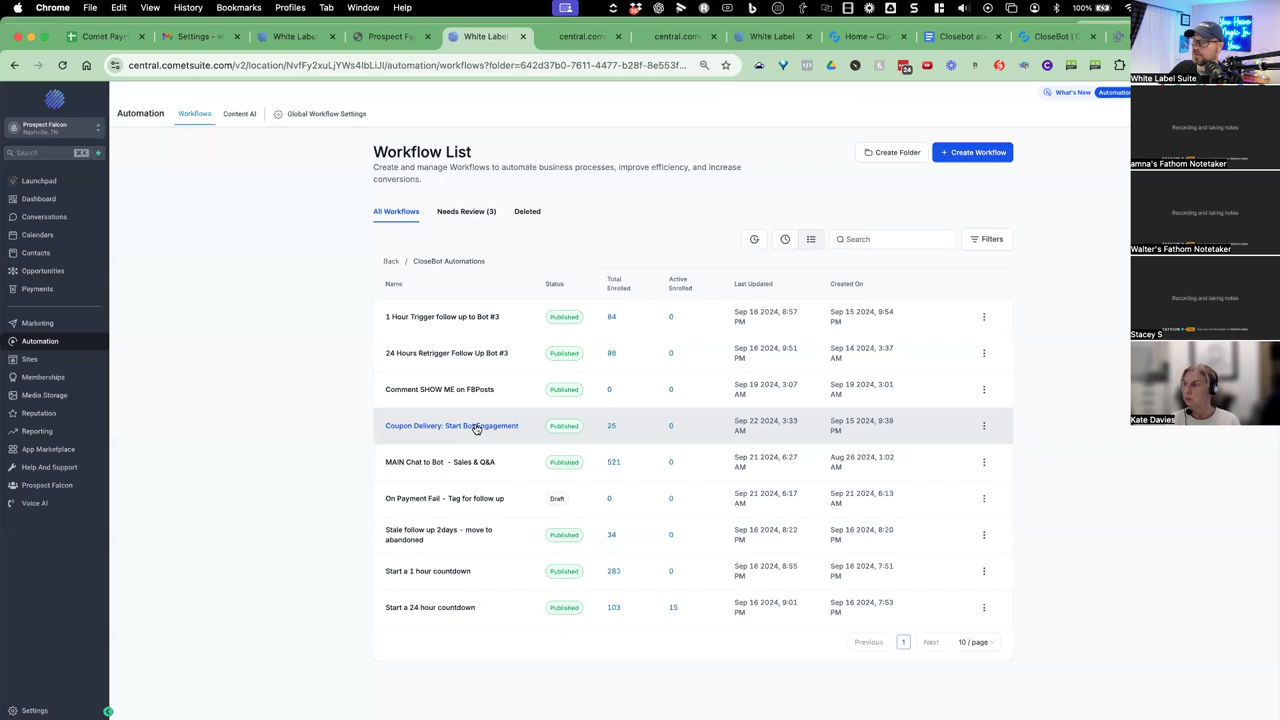 Chrome File Edit View History Bookmarks Profiles Tab Window Help 100%
Comet Payn Settings - W White Label Prospect Fa White Label central.com central.com White Label Home – Clo Closebot a CloseBot | C
central.cometsuite.com/v2/location/NvfFy2xuLjYWs4IbLiJI/automation/workflows?folder=642d37b0-7611-4477-b28f-8e553f...
24
You Have
Magic In
You
White Label Suite
Recording and taking notes
amna's Fathom Notetaker
Recording and taking notes
Walter's Fathom Notetaker
Recording and taking notes
FATHOM
Stacey S
Kate Davies
Prospect Falcon
Nashville, TN
Search ⌘ K
Launchpad
Dashboard
Conversations
Calendars
Contacts
Opportunities
Payments
Marketing
Automation
Sites
Memberships
Media Storage
Reputation
Reporting
App Marketplace
Help And Support
Prospect Falcon
Voice AI
Settings
What's New Automation
Automation Workflows Content AI Global Workflow Settings
Workflow List
Create and manage Workflows to automate business processes, improve efficiency, and increase
conversions.
Create Folder + Create Workflow
All Workflows Needs Review (3) Deleted
Search Filters
Back / CloseBot Automations
Name Status Total Enrolled Active Enrolled Last Updated Created On
1 Hour Trigger follow up to Bot #3 Published 84 0 Sep 16 2024, 8:57 PM Sep 15 2024, 9:54 PM
24 Hours Retrigger Follow Up Bot #3 Published 98 0 Sep 16 2024, 9:51 PM Sep 14 2024, 3:37 AM
Comment SHOW ME on FBPosts Published 0 0 Sep 19 2024, 3:07 AM Sep 19 2024, 3:01 AM
Coupon Delivery: Start Bot Engagement Published 25 0 Sep 22 2024, 3:33 AM Sep 15 2024, 9:38 PM
MAIN Chat to Bot - Sales & Q&A Published 521 0 Sep 21 2024, 6:27 AM Aug 26 2024, 1:02 AM
On Payment Fail - Tag for follow up Draft 0 0 Sep 21 2024, 6:17 AM Sep 21 2024, 6:13 AM
Stale follow up 2days - move to abandoned Published 34 0 Sep 16 2024, 8:22 PM Sep 16 2024, 8:20 PM
Start a 1 hour countdown Published 283 0 Sep 16 2024, 8:55 PM Sep 16 2024, 7:51 PM
Start a 24 hour countdown Published 103 15 Sep 16 2024, 9:01 PM Sep 16 2024, 7:53 PM
Previous 1 Next 10 / page